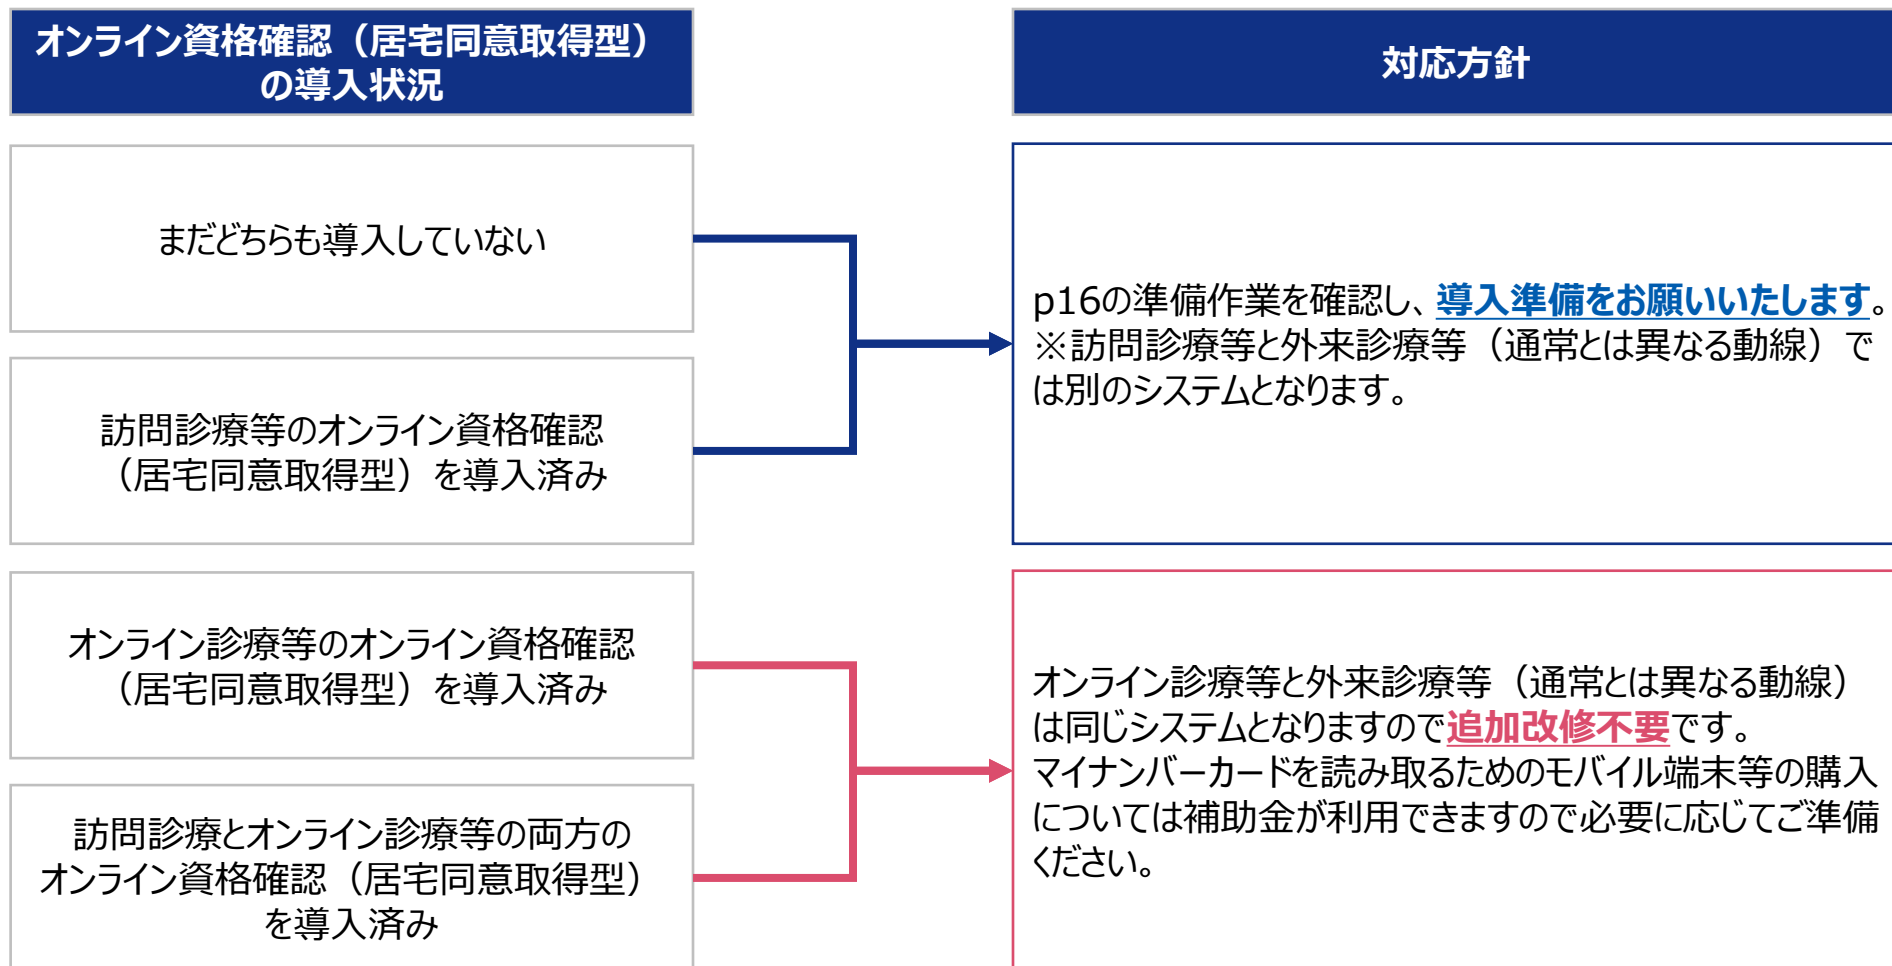 オンライン資格確認（居宅同意取得型）
の導入状況
対応方針
まだどちらも導入していない
訪問診療等のオンライン資格確認
（居宅同意取得型）を導入済み
p16の準備作業を確認し、導入準備をお願いいたします。
※訪問診療等と外来診療等（通常とは異なる動線）で
は別のシステムとなります。
オンライン診療等のオンライン資格確認
（居宅同意取得型）を導入済み
訪問診療とオンライン診療等の両方の
オンライン資格確認（居宅同意取得型）
を導入済み
オンライン診療等と外来診療等（通常とは異なる動線）
は同じシステムとなりますので追加改修不要です。
マイナンバーカードを読み取るためのモバイル端末等の購入
については補助金が利用できますので必要に応じてご準備
ください。